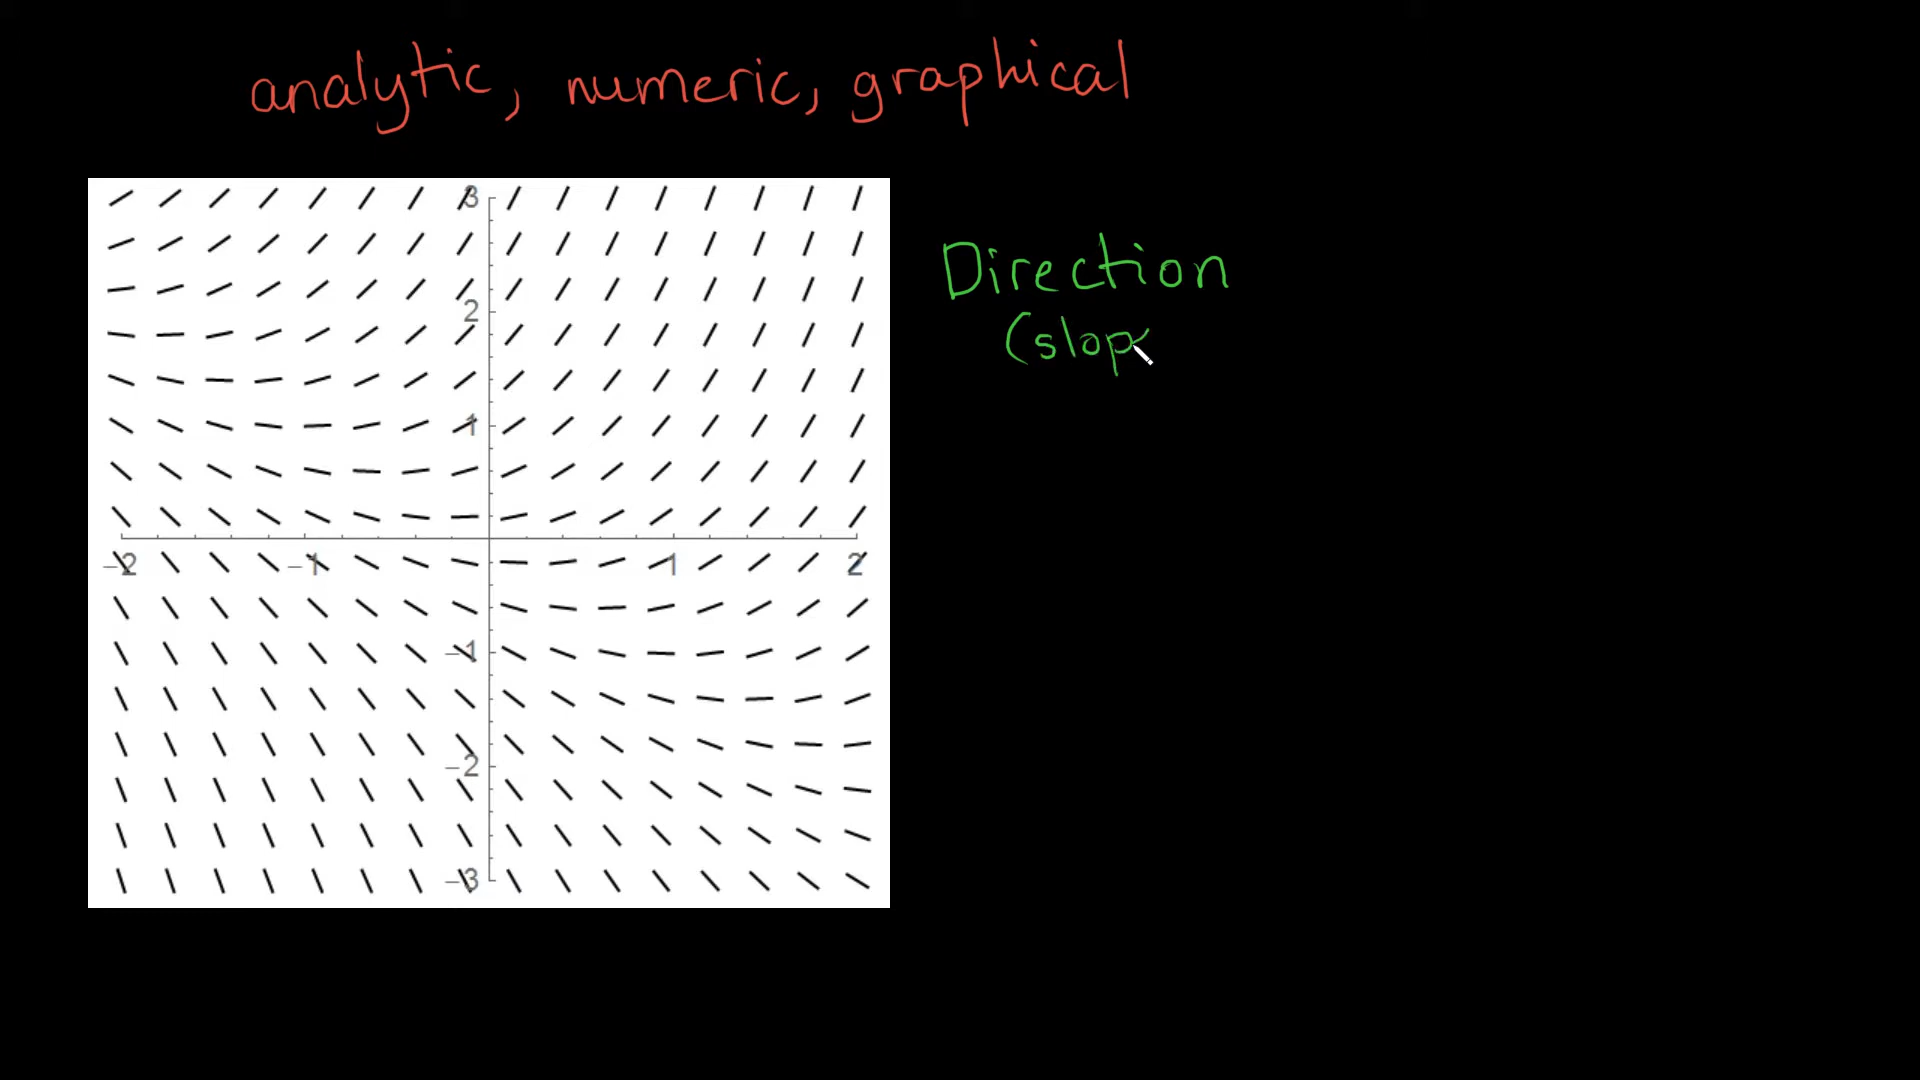 analytic, numeric, graphical
Direction
(slop
3
2
1
-2 -1 1 2
-1
-2
-3